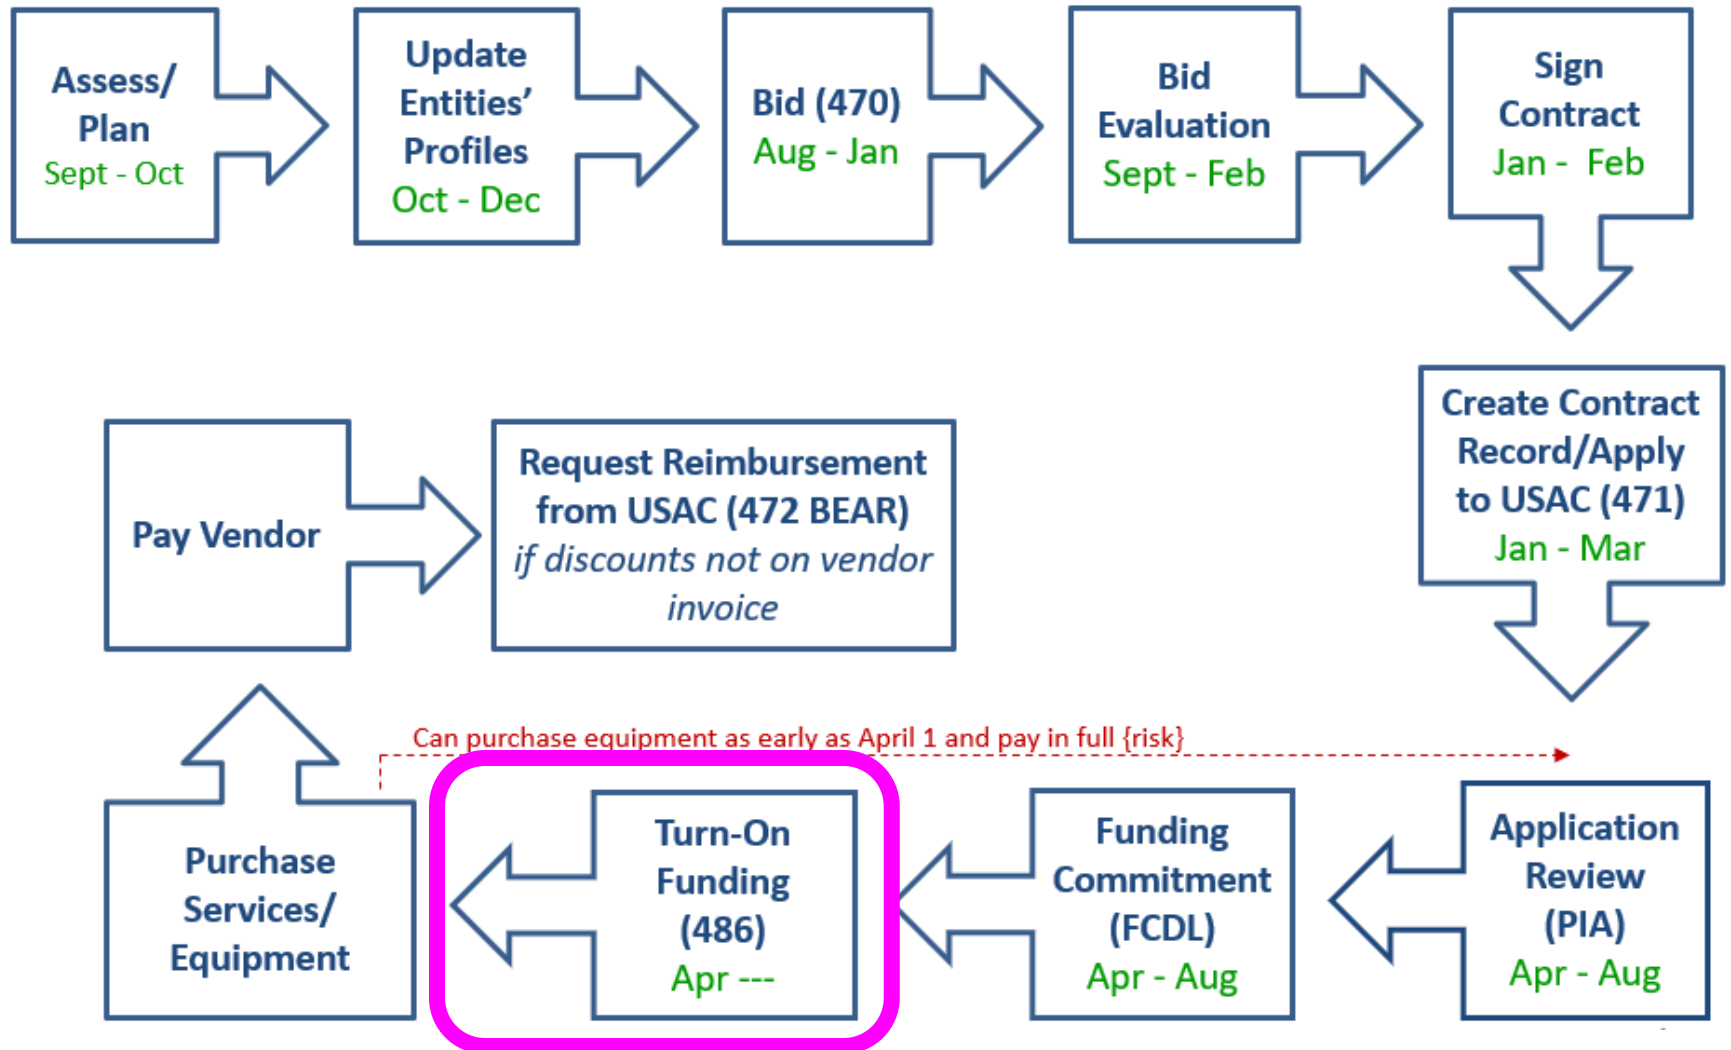 Assess/
Plan
Sept - Oct
Update
Entities’
Profiles
Oct - Dec
Bid (470)
Aug - Jan
Bid
Evaluation
Sept - Feb
Sign
Contract
Jan -  Feb
Create Contract
Record/Apply
to USAC (471)
Jan - Mar
Application
Review
(PIA)
Apr - Aug
Funding
Commitment
(FCDL)
Apr - Aug
Turn-On
Funding
(486)
Apr ---
Can purchase equipment as early as April 1 and pay in full {risk}
Purchase
Services/
Equipment
Pay Vendor
Request Reimbursement
from USAC (472 BEAR)
if discounts not on vendor
invoice